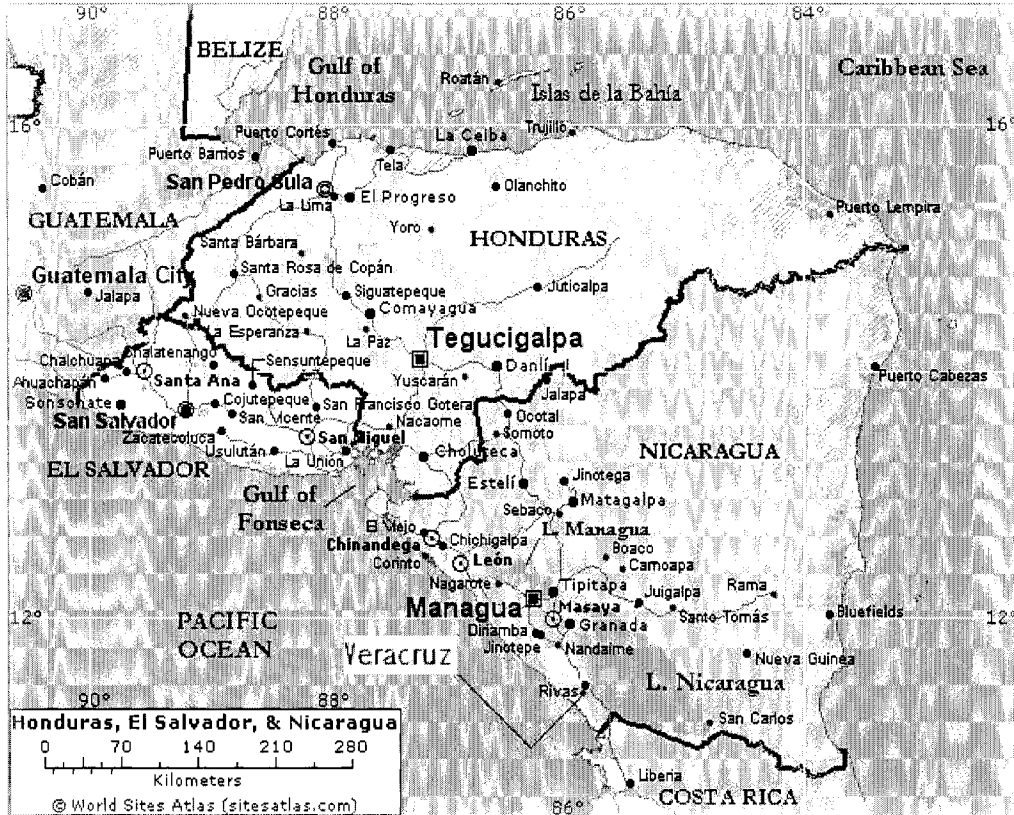 90°
88°
86°
84°
BELIZE
Gulf of
Honduras
Roatán
Islas de la Bahía
Caribbean Sea
16°
16°
Puerto Cortés
La Ceiba
Trujillo
Puerto Barrios
Tela
Cobán
San Pedro Sula
La Lima
El Progreso
Olanchito
GUATEMALA
Yoro
HONDURAS
Puerto Lempira
Santa Bárbara
Guatemala City
Santa Rosa de Copán
Jalapa
Gracias
Siguatepeque
Juticalpa
Nueva Ocotepeque
Comayagua
La Esperanza
La Paz
Tegucigalpa
Chalchuapa
Chalatenango
Sensuntepeque
Danlí
Ahuachapán
Santa Ana
Yuscarán
Jalapa
Puerto Cabezas
Sonsonate
Cojutepeque
San Francisco Gotera
San Salvador
San Vicente
Nacaome
Ocotal
Zacatecoluca
San Miguel
Somoto
Usulután
La Unión
Choluteca
NICARAGUA
EL SALVADOR
Estelí
Jinotega
Gulf of
Fonseca
Matagalpa
Sebaco
Viejo
L. Managua
Chinandega
Chichigalpa
Boaco
Corinto
León
Camoapa
Nagarote
Tipitapa
Juigalpa
Rama
Managua
Masaya
Santo Tomás
Bluefields
12°
12°
PACIFIC
OCEAN
Granada
Diriamba
Jinotepe
Nandaime
Veracruz
Nueva Guinea
Rivas
L. Nicaragua
90°
88°
San Carlos
Honduras, El Salvador, & Nicaragua
0 70 140 210 280
Kilometers
© World Sites Atlas (sitesatlas.com)
Liberia
86°
COSTA RICA